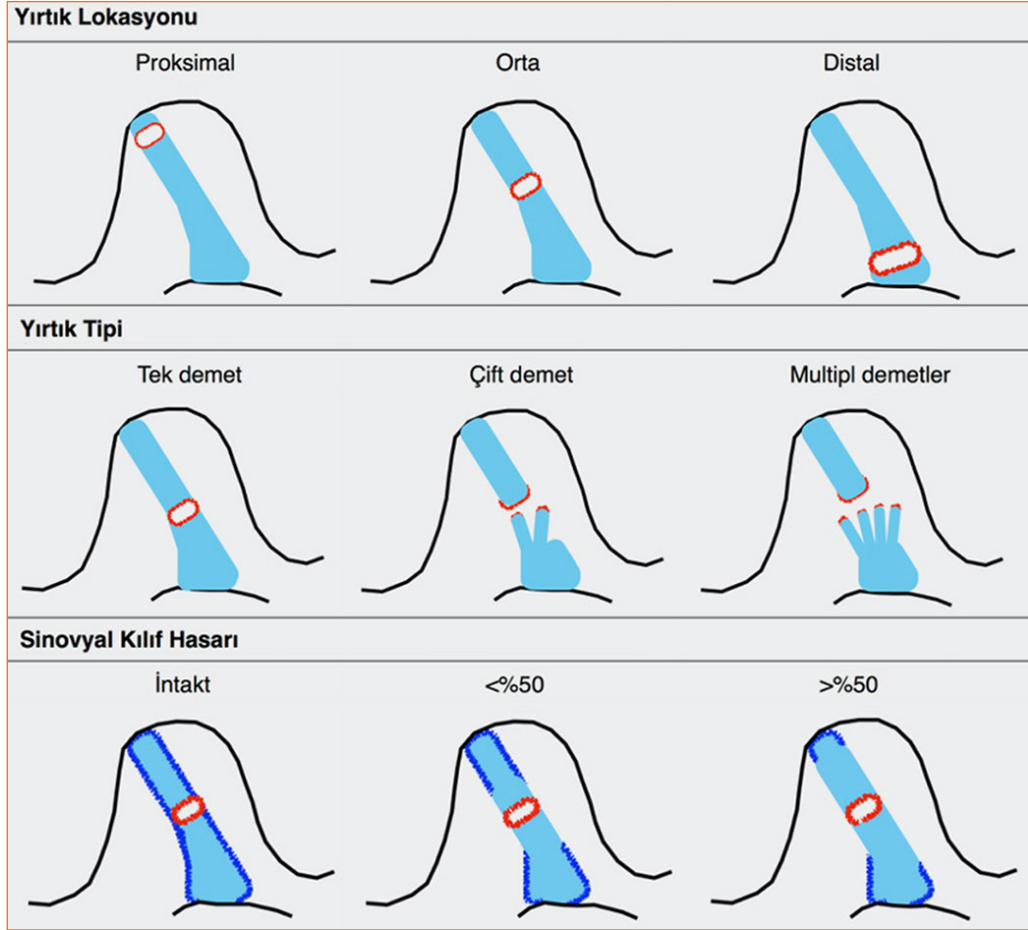 Yırtık Lokasyonu
Proksimal Orta Distal
Yırtık Tipi
Tek demet Çift demet Multipl demetler
Sinovyal Kılıf Hasarı
İntakt <%50 >%50